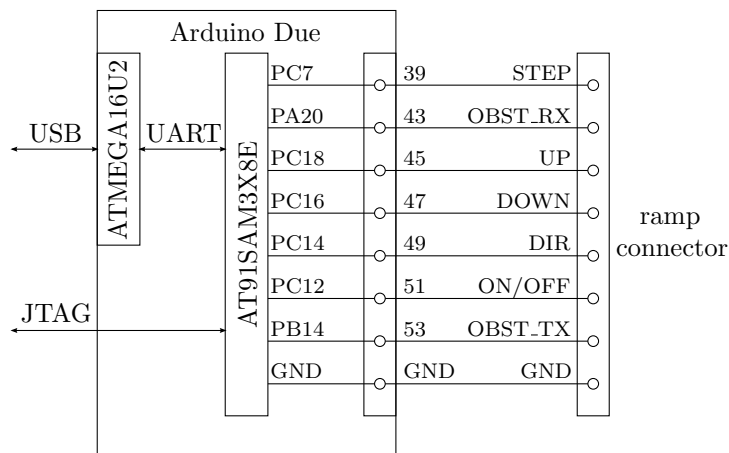 Arduino Due
PC7 39 STEP
PA20 43 OBST_RX
USB ATMEGA16U2 UART
PC18 45 UP
PC16 47 DOWN
ramp
connector
AT91SAM3X8E
PC14 49 DIR
PC12 51 ON/OFF
JTAG
PB14 53 OBST_TX
GND GND GND